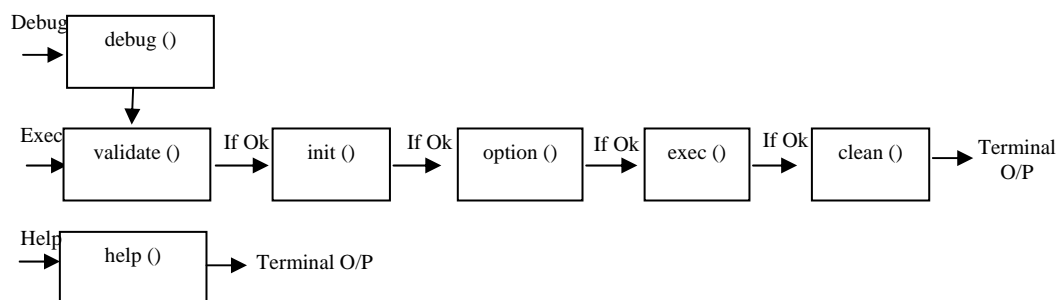 Debug
debug ()
Exec
validate ()
If Ok
init ()
If Ok
option ()
If Ok
exec ()
If Ok
clean ()
Terminal
O/P
Help
help ()
Terminal O/P